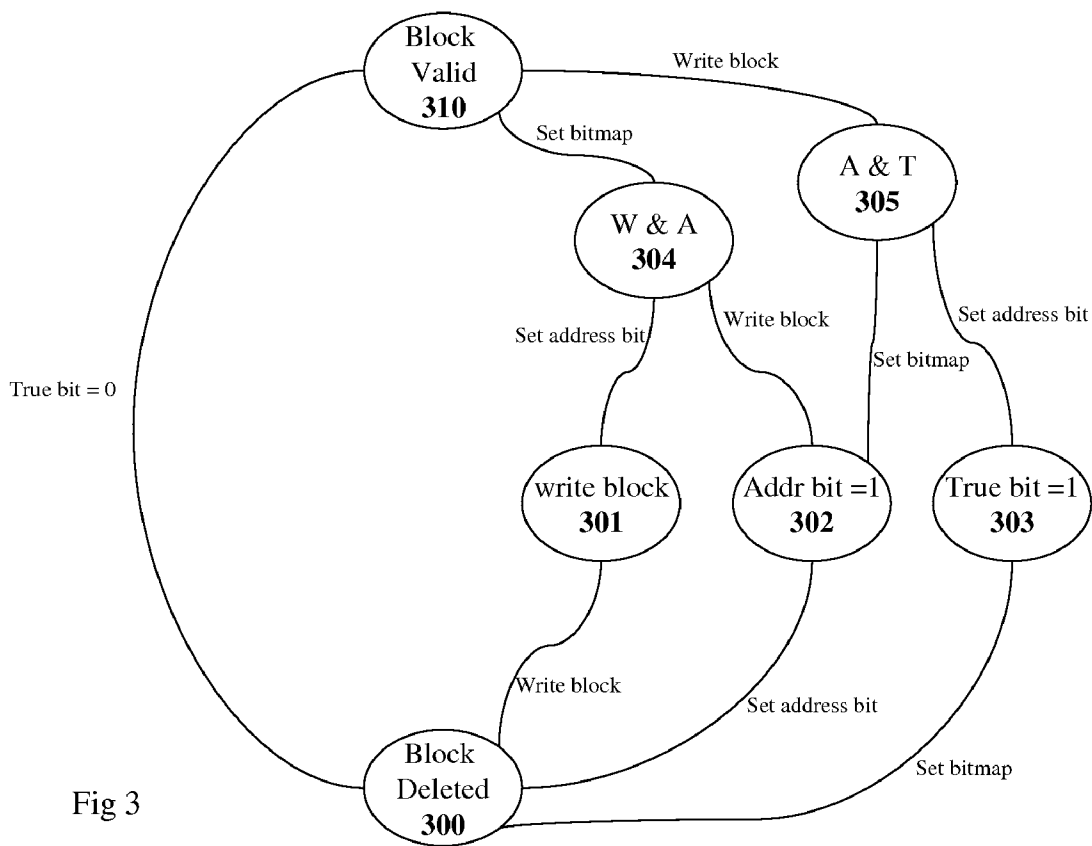 Block
Valid
310
Write block
Set bitmap
A & T
305
W & A
304
Set address bit
Write block
Set address bit
Set bitmap
True bit = 0
write block
301
Addr bit =1
302
True bit =1
303
Write block
Set address bit
Set bitmap
Block
Deleted
300
Fig 3